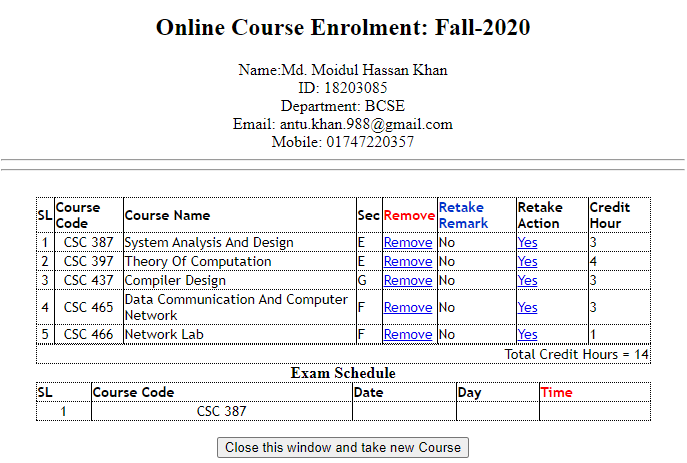 Online Course Enrolment: Fall-2020
Name:Md. Moidul Hassan Khan
ID: 18203085
Department: BCSE
Email: antu.khan.988@gmail.com
Mobile: 01747220357
SL Course Code Course Name Sec Remove Retake Remark Retake Action Credit Hour
1 CSC 387 System Analysis And Design E Remove No Yes 3
2 CSC 397 Theory Of Computation E Remove No Yes 4
3 CSC 437 Compiler Design G Remove No Yes 3
4 CSC 465 Data Communication And Computer Network F Remove No Yes 3
5 CSC 466 Network Lab F Remove No Yes 1
Total Credit Hours = 14
Exam Schedule
SL Course Code Date Day Time
1 CSC 387
Close this window and take new Course